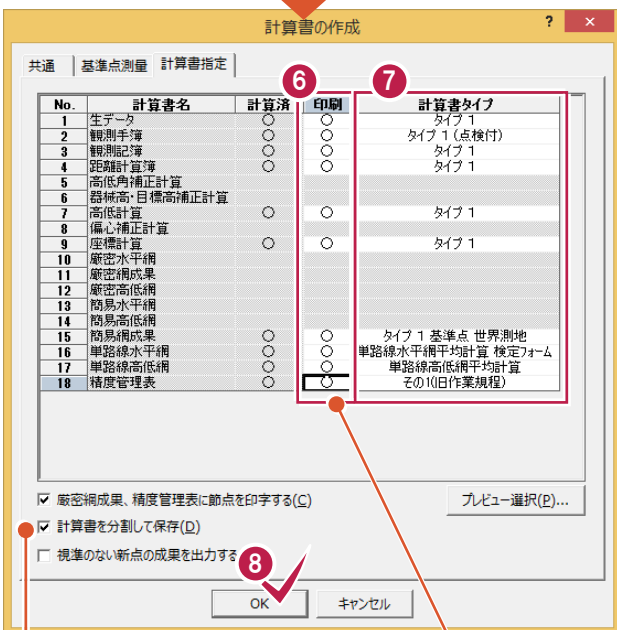 計算書の作成 ? ×
共通 基準点測量 計算書指定
6 7
No. 計算書名 計算済 印刷 計算書タイプ
1 生データ ○ ○ タイプ 1
2 観測手簿 ○ ○ タイプ 1 (点検付)
3 観測記簿 ○ ○ タイプ 1
4 距離計算簿 ○ ○ タイプ 1
5 高低角補正計算
6 器械高・目標高補正計算
7 高低計算 ○ ○ タイプ 1
8 偏心補正計算
9 座標計算 ○ ○ タイプ 1
10 厳密水平網
11 厳密網成果
12 厳密高低網
13 簡易水平網
14 簡易高低網
15 簡易網成果 ○ ○ タイプ 1 基準点 世界測地
16 単路線水平網 ○ ○ 単路線水平網平均計算 検定フォーム
17 単路線高低網 ○ ○ 単路線高低網平均計算
18 精度管理表 ○ ○ その1(旧作業規程)
厳密網成果、精度管理表に節点を印字する(C) プレビュー選択(P)...
計算書を分割して保存(D)
視準のない新点の成果を出力する
8
OK キャンセル